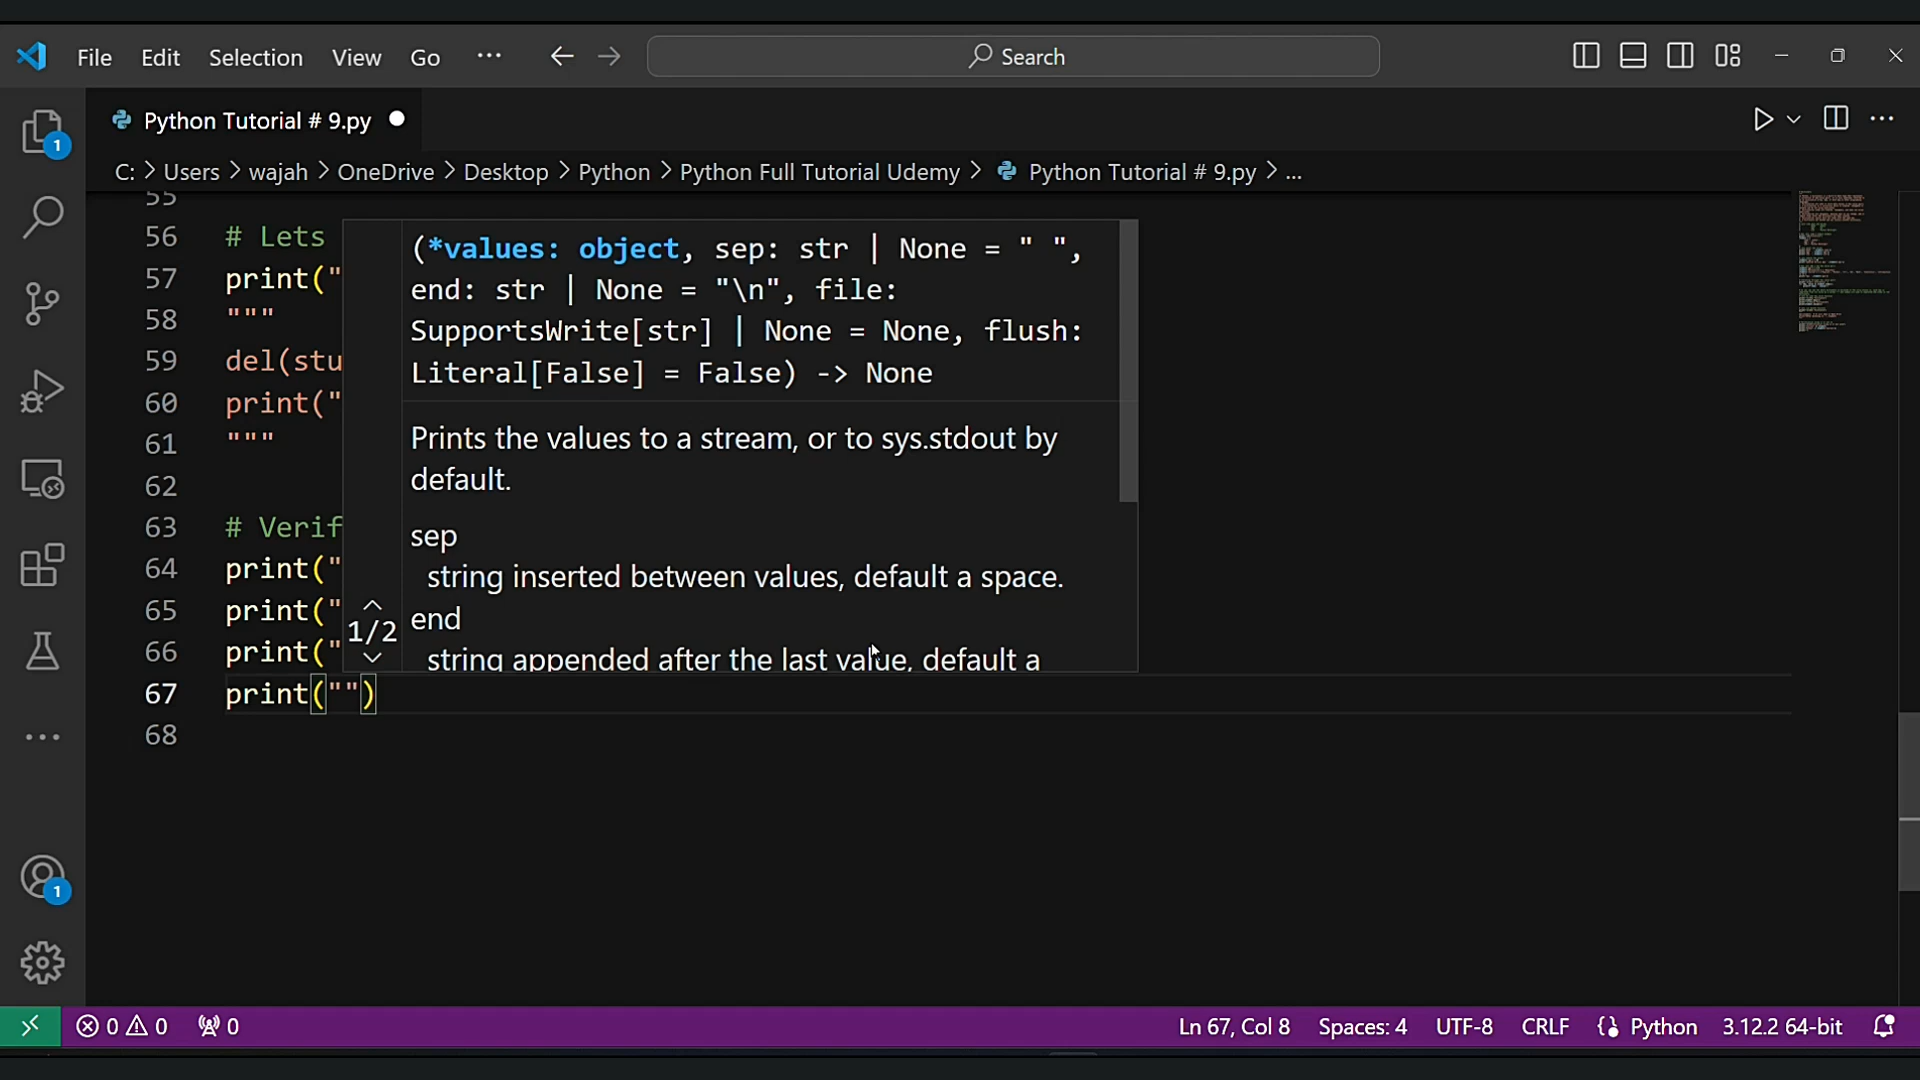 File Edit Selection View Go ··· Search
Python Tutorial # 9.py
C: > Users > wajah > OneDrive > Desktop > Python > Python Full Tutorial Udemy > Python Tutorial # 9.py > ...
55
56 # Lets
57 print("
58 """
59 del(stu
60 print("
61 """
62
63 # Verif
64 print("
65 print("
66 print("
67 print("")
68
(*values: object, sep: str | None = " ",
end: str | None = "\n", file:
SupportsWrite[str] | None = None, flush:
Literal[False] = False) -> None
Prints the values to a stream, or to sys.stdout by
default.
sep
string inserted between values, default a space.
end
string appended after the last value, default a
1/2
1
1
0 0 0 Ln 67, Col 8 Spaces: 4 UTF-8 CRLF Python 3.12.2 64-bit